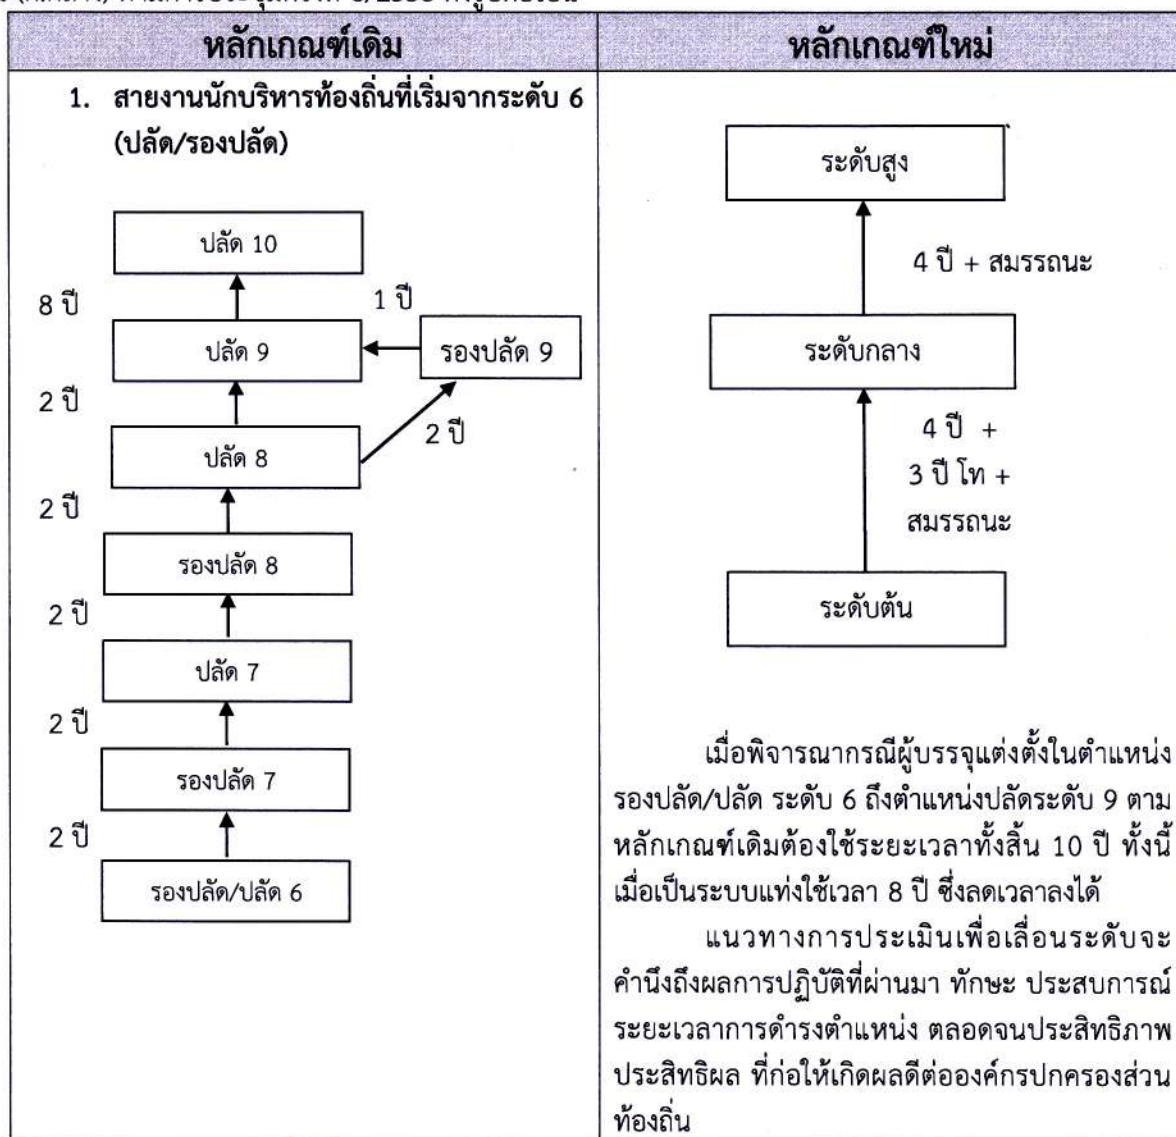 หลักเกณฑ์เดิม
หลักเกณฑ์ใหม่
1. สายงานนักบริหารท้องถิ่นที่เริ่มจากระดับ 6
(ปลัด/รองปลัด)
ปลัด 10
8 ปี
1 ปี
ปลัด 9
รองปลัด 9
2 ปี
2 ปี
ปลัด 8
2 ปี
รองปลัด 8
2 ปี
ปลัด 7
2 ปี
รองปลัด 7
2 ปี
รองปลัด/ปลัด 6
ระดับสูง
4 ปี + สมรรถนะ
ระดับกลาง
4 ปี +
3 ปี โท +
สมรรถนะ
ระดับต้น
เมื่อพิจารณากรณีผู้บรรจุแต่งตั้งในตำแหน่ง
รองปลัด/ปลัด ระดับ 6 ถึงตำแหน่งปลัดระดับ 9 ตาม
หลักเกณฑ์เดิมต้องใช้ระยะเวลาทั้งสิ้น 10 ปี ทั้งนี้
เมื่อเป็นระบบแท่งใช้เวลา 8 ปี ซึ่งลดเวลาลงได้
แนวทางการประเมินเพื่อเลื่อนระดับจะ
คำนึงถึงผลการปฏิบัติที่ผ่านมา ทักษะ ประสบการณ์
ระยะเวลาการดำรงตำแหน่ง ตลอดจนประสิทธิภาพ
ประสิทธิผล ที่ก่อให้เกิดผลดีต่อองค์กรปกครองส่วน
ท้องถิ่น